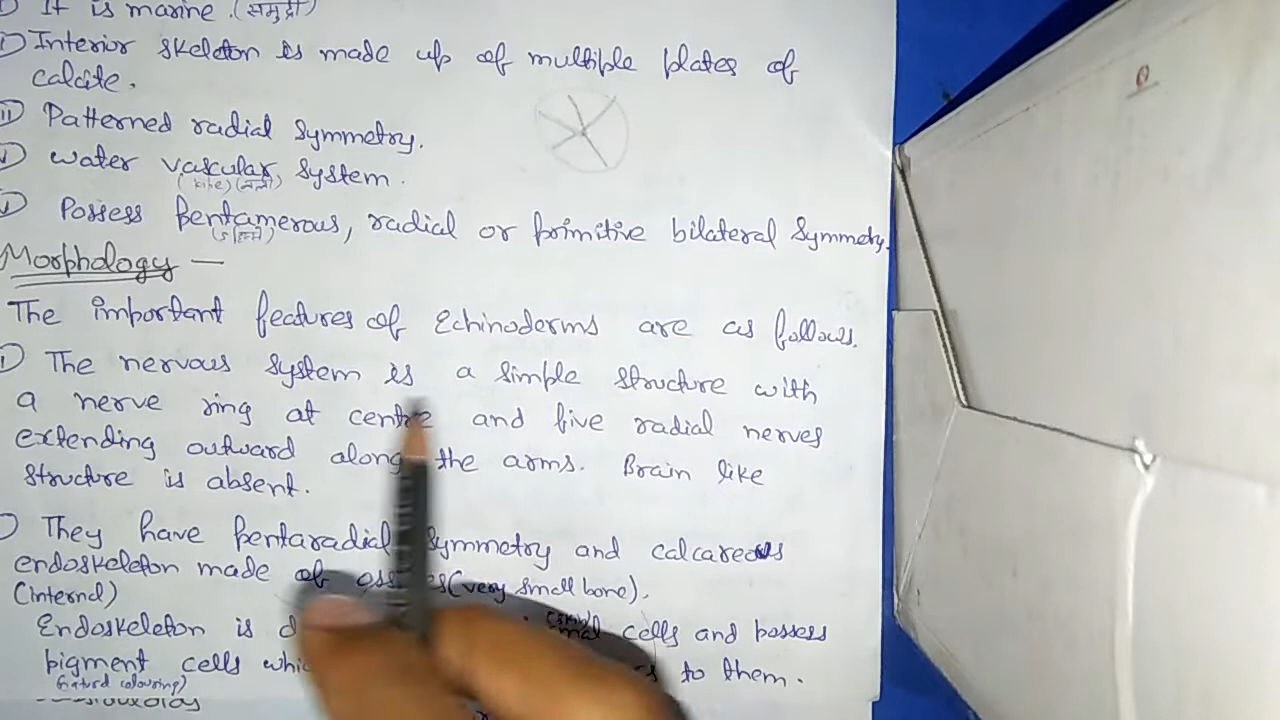 It is marine. (समुद्री)
Interior skeleton is made up of multiple plates of
calcite.
Patterned radial symmetry.
water vascular system.
Possess pentamerous, radial or primitive bilateral symmetry.
Morphology —
The important features of Echinoderms are as follows.
The nervous system is a simple structure with
a nerve ring at centre and five radial nerves
extending outward along the arms. Brain like
structure is absent.
They have pentaradial symmetry and calcareous
endoskeleton made of (very small bone).
(internal)
Endoskeleton is cells and possess
pigment cells to them.